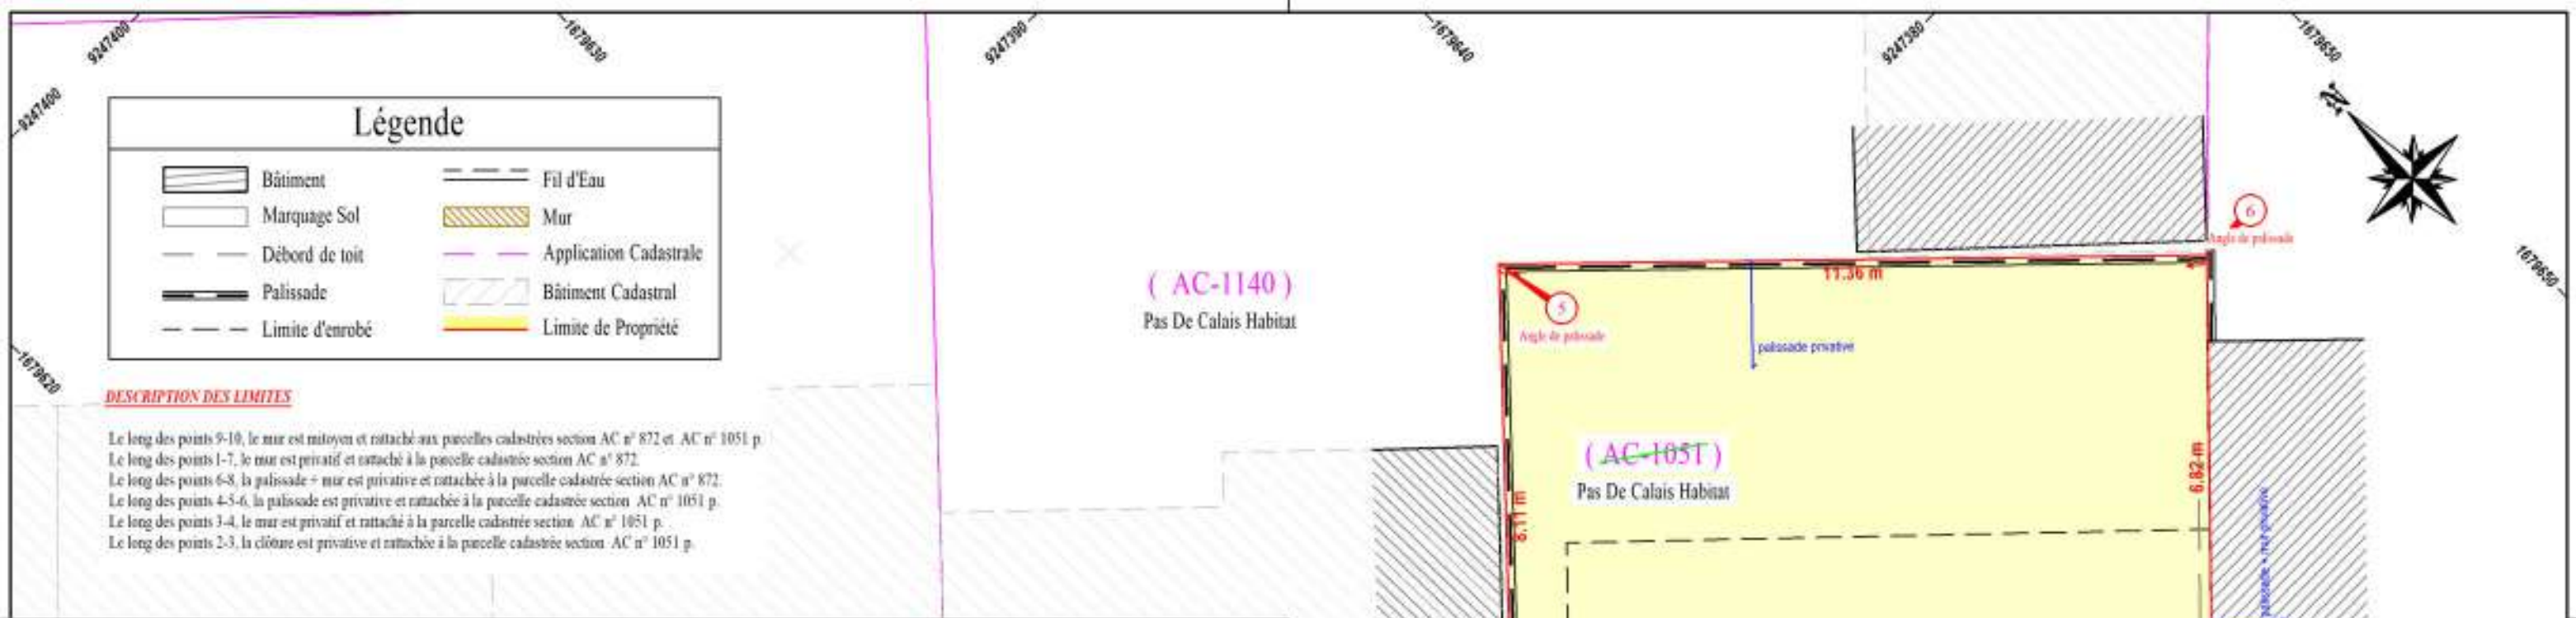 9247400
1679630
9247390
1679640
9247380
1679650
9247400
N
Légende
Bâtiment
Fil d'Eau
Marquage Sol
Mur
Débord de toit
Application Cadastrale
Palissade
Bâtiment Cadastral
Limite d'enrobé
Limite de Propriété
1679620
1679650
6
Angle de palissade
11.36 m
5
Angle de palissade
palissade privative
( AC-1140 )
Pas De Calais Habitat
DESCRIPTION DES LIMITES
Le long des points 9-10, le mur est mitoyen et rattaché aux parcelles cadastrées section AC n° 872 et AC n° 1051 p.
Le long des points 1-7, le mur est privatif et rattaché à la parcelle cadastrée section AC n° 872.
Le long des points 6-8, la palissade + mur est privative et rattachée à la parcelle cadastrée section AC n° 872.
Le long des points 4-5-6, la palissade est privative et rattachée à la parcelle cadastrée section AC n° 1051 p.
Le long des points 3-4, le mur est privatif et rattaché à la parcelle cadastrée section AC n° 1051 p.
Le long des points 2-3, la clôture est privative et rattachée à la parcelle cadastrée section AC n° 1051 p.
( AC-1051 )
Pas De Calais Habitat
8.11 m
6.82 m
palissade + mur privative